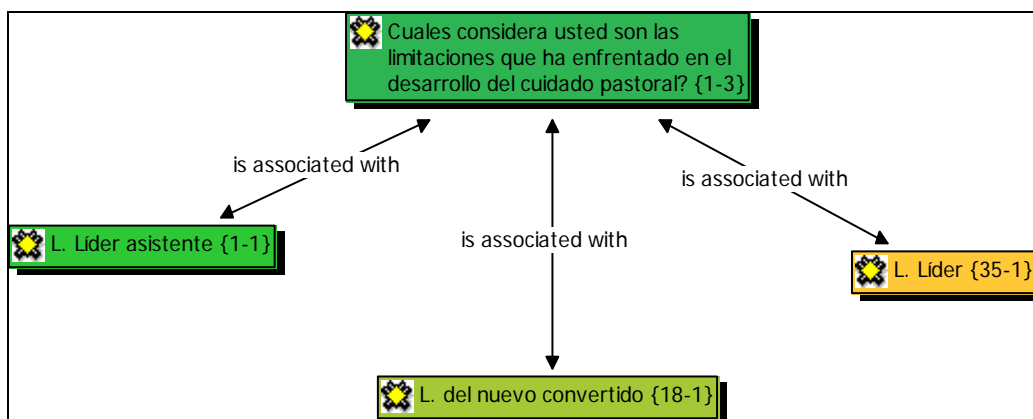 Cuales considera usted son las
limitaciones que ha enfrentado en el
desarrollo del cuidado pastoral? {1-3}
is associated with
is associated with
is associated with
L. Líder asistente {1-1}
L. Líder {35-1}
L. del nuevo convertido {18-1}